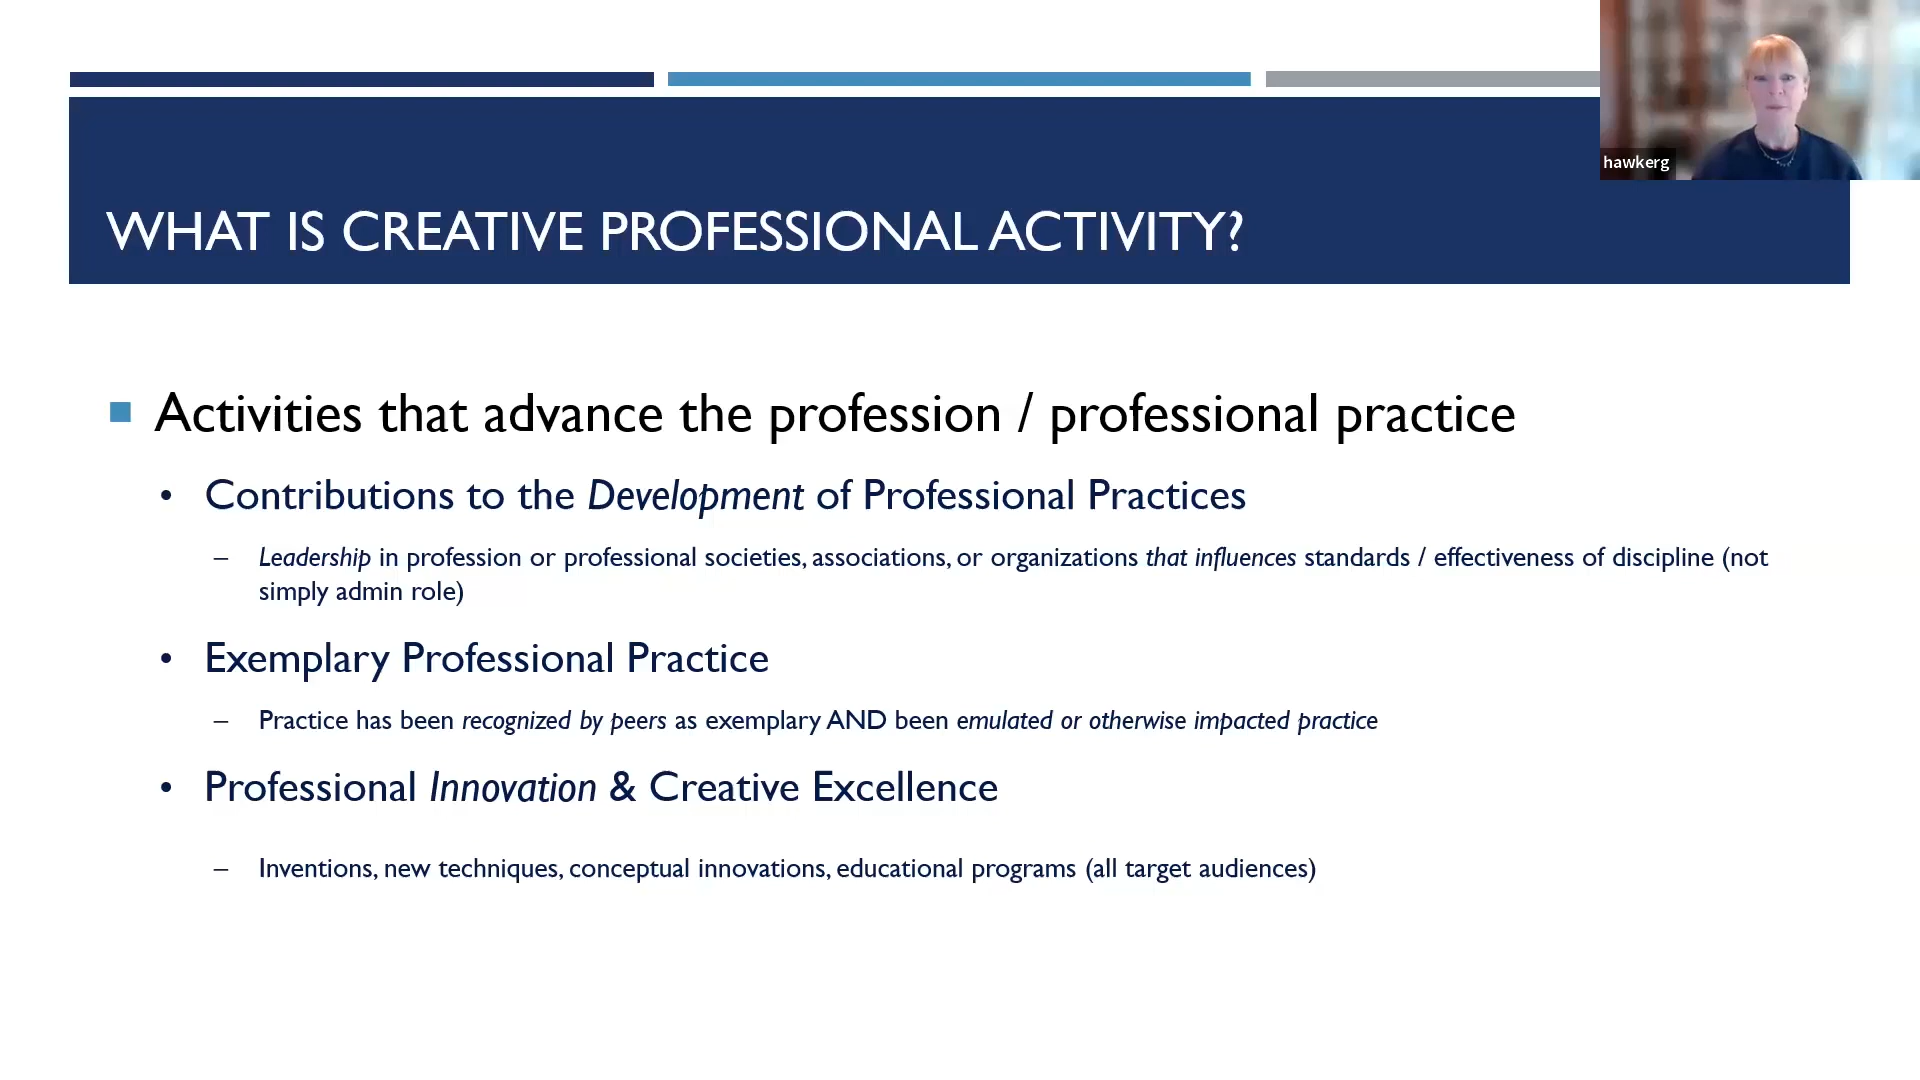 hawkerg
WHAT IS CREATIVE PROFESSIONAL ACTIVITY?
Activities that advance the profession / professional practice
• Contributions to the Development of Professional Practices
– Leadership in profession or professional societies, associations, or organizations that influences standards / effectiveness of discipline (not
simply admin role)
• Exemplary Professional Practice
– Practice has been recognized by peers as exemplary AND been emulated or otherwise impacted practice
• Professional Innovation & Creative Excellence
– Inventions, new techniques, conceptual innovations, educational programs (all target audiences)